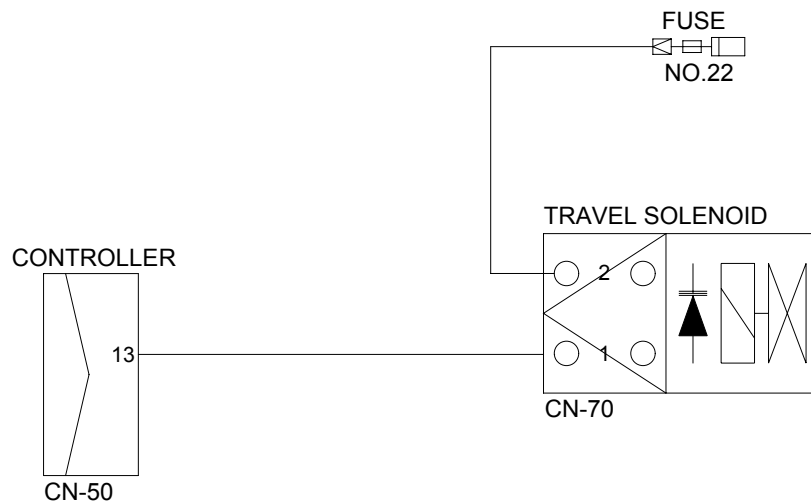 FUSE
NO.22
TRAVEL SOLENOID
CONTROLLER
2
13
1
CN-70
CN-50